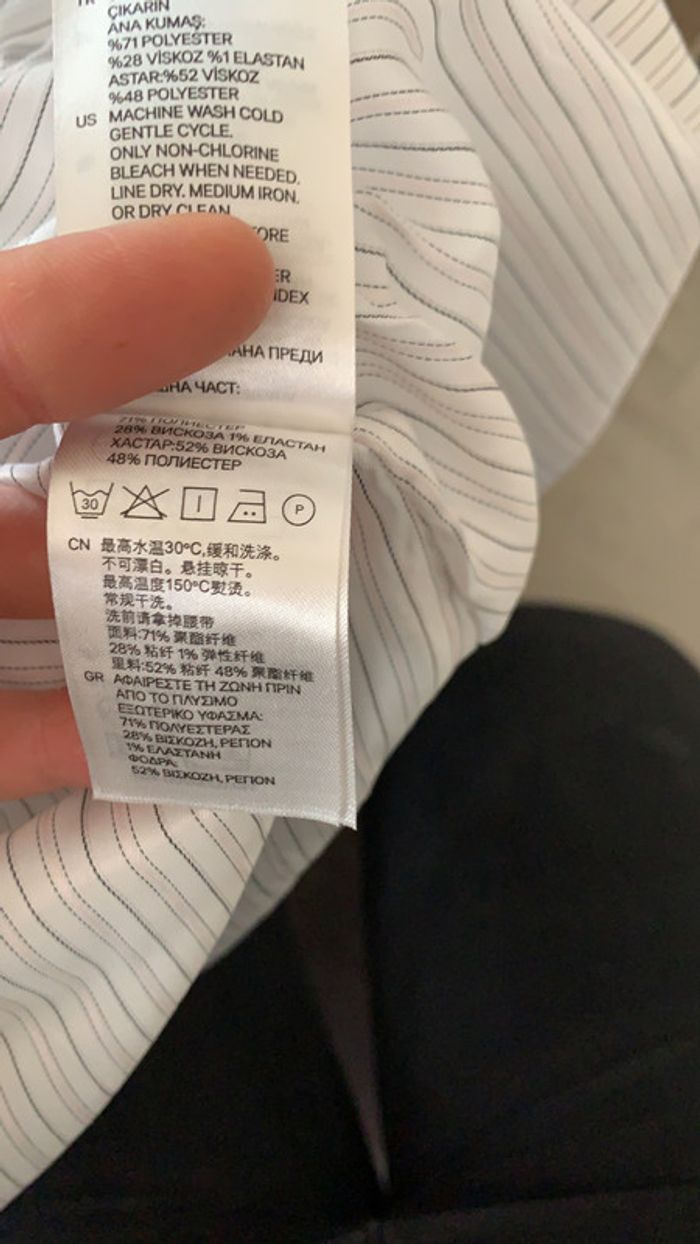 TR
ÇIKARIN
ANA KUMAŞ:
%71 POLYESTER
%28 VİSKOZ %1 ELASTAN
ASTAR:%52 VİSKOZ
%48 POLYESTER
US MACHINE WASH COLD
GENTLE CYCLE.
ONLY NON-CHLORINE
BLEACH WHEN NEEDED.
LINE DRY. MEDIUM IRON.
OR DRY CLEAN
ПРЕДИ
ЧАСТ:
71% ПОЛИЕСТЕР
28% ВИСКОЗА 1% ЕЛАСТАН
ХАСТАР:52% ВИСКОЗА
48% ПОЛИЕСТЕР
30 P
CN 最高水温30°C,缓和洗涤。
不可漂白。悬挂晾干。
最高温度150°C熨烫。
常规干洗。
洗前请拿掉腰带
面料:71% 聚酯纤维
28% 粘纤 1% 弹性纤维
里料:52% 粘纤 48% 聚酯纤维
GR ΑΦΑΙΡΕΣΤΕ ΤΗ ΖΩΝΗ ΠΡΙΝ
ΑΠΟ ΤΟ ΠΛΥΣΙΜΟ
ΕΞΩΤΕΡΙΚΟ ΥΦΑΣΜΑ:
71% ΠΟΛΥΕΣΤΕΡΑΣ
28% ΒΙΣΚΟΖΗ, ΡΕΓΙΟΝ
1% ΕΛΑΣΤΑΝΗ
ΦΟΔΡΑ:
52% ΒΙΣΚΟΖΗ, ΡΕΓΙΟΝ